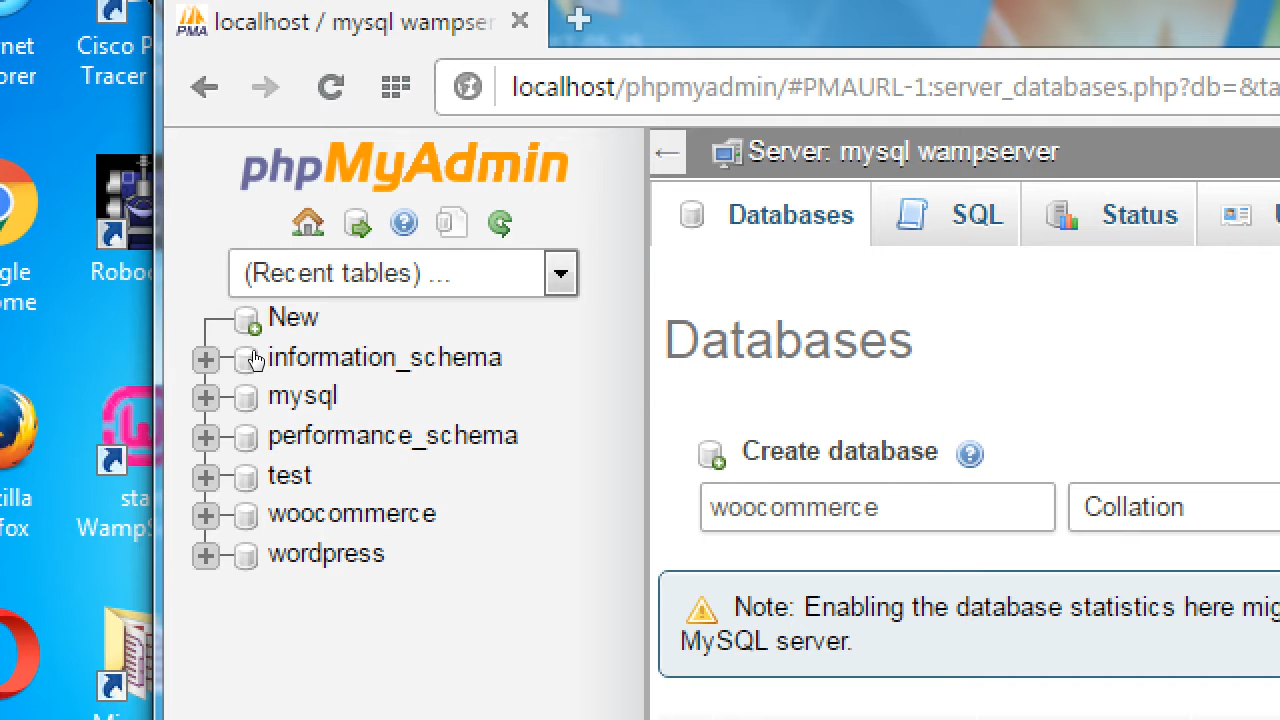 localhost / mysql wampser
net
orer
Cisco P
Tracer
localhost/phpmyadmin/#PMAURL-1:server_databases.php?db=&ta
phpMyAdmin
Server: mysql wampserver
Databases
SQL
Status
gle
ome
Robo
(Recent tables) ...
New
information_schema
mysql
performance_schema
test
woocommerce
wordpress
Databases
Create database
woocommerce
Collation
zilla
fox
sta
WampS
Note: Enabling the database statistics here mig
MySQL server.